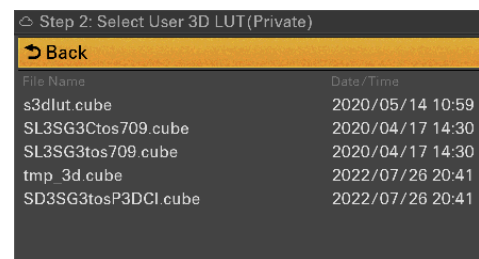 Step 2: Select User 3D LUT(Private)
Back
File Name Date/Time
s3dlut.cube 2020/05/14 10:59
SL3SG3Ctos709.cube 2020/04/17 14:30
SL3SG3tos709.cube 2020/04/17 14:30
tmp_3d.cube 2022/07/26 20:41
SD3SG3tosP3DCI.cube 2022/07/26 20:41